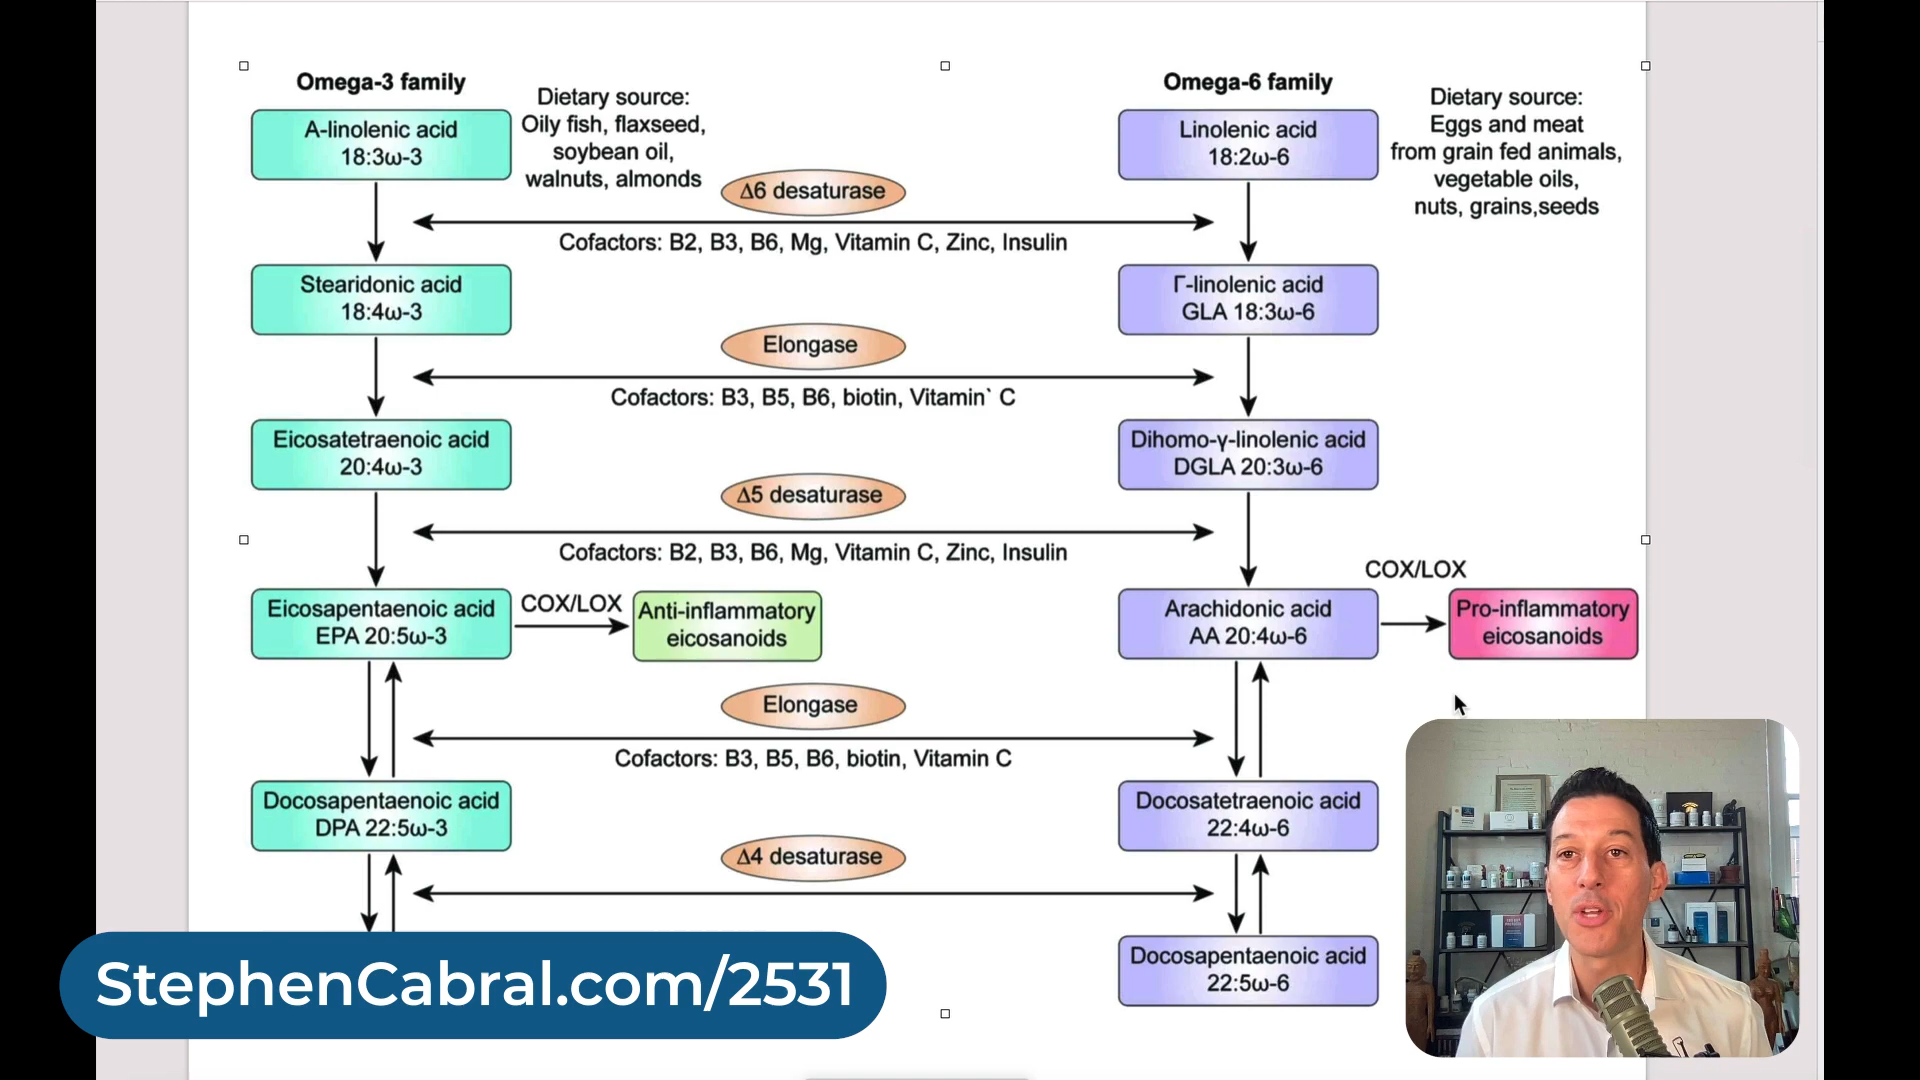 Omega-3 family
A-linolenic acid
18:3ω-3
Dietary source:
Oily fish, flaxseed,
soybean oil,
walnuts, almonds
Omega-6 family
Linolenic acid
18:2ω-6
Dietary source:
Eggs and meat
from grain fed animals,
vegetable oils,
nuts, grains,seeds
Δ6 desaturase
Cofactors: B2, B3, B6, Mg, Vitamin C, Zinc, Insulin
Stearidonic acid
18:4ω-3
Γ-linolenic acid
GLA 18:3ω-6
Elongase
Cofactors: B3, B5, B6, biotin, Vitamin` C
Eicosatetraenoic acid
20:4ω-3
Dihomo-γ-linolenic acid
DGLA 20:3ω-6
Δ5 desaturase
Cofactors: B2, B3, B6, Mg, Vitamin C, Zinc, Insulin
Eicosapentaenoic acid
EPA 20:5ω-3
COX/LOX
Anti-inflammatory
eicosanoids
Arachidonic acid
AA 20:4ω-6
COX/LOX
Pro-inflammatory
eicosanoids
Elongase
Cofactors: B3, B5, B6, biotin, Vitamin C
Docosapentaenoic acid
DPA 22:5ω-3
Docosatetraenoic acid
22:4ω-6
Δ4 desaturase
Docosapentaenoic acid
22:5ω-6
StephenCabral.com/2531